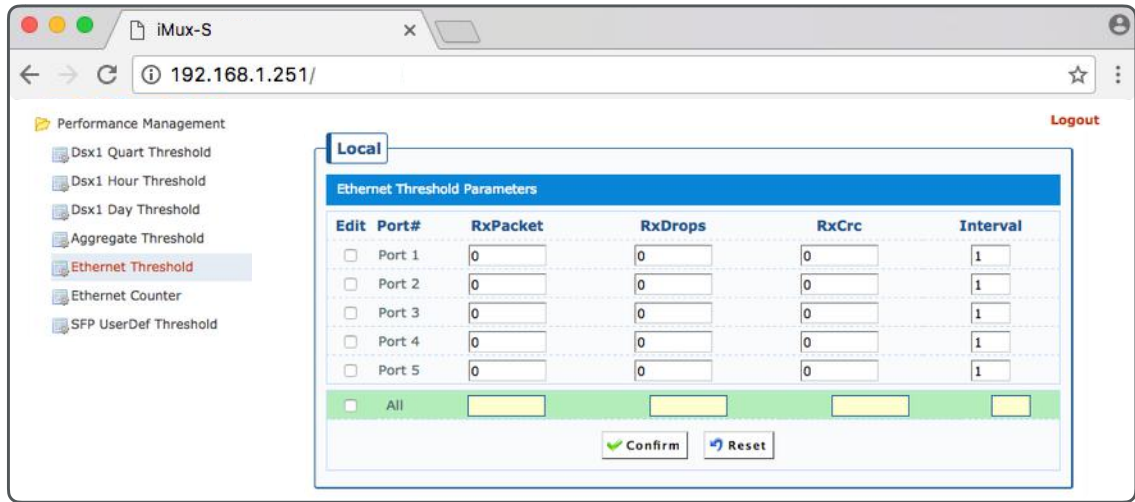 iMux-S
192.168.1.251/
Performance Management
Dsx1 Quart Threshold
Dsx1 Hour Threshold
Dsx1 Day Threshold
Aggregate Threshold
Ethernet Threshold
Ethernet Counter
SFP UserDef Threshold
Logout
Local
Ethernet Threshold Parameters
Edit Port# RxPacket RxDrops RxCrc Interval
Port 1 0 0 0 1
Port 2 0 0 0 1
Port 3 0 0 0 1
Port 4 0 0 0 1
Port 5 0 0 0 1
All
Confirm Reset